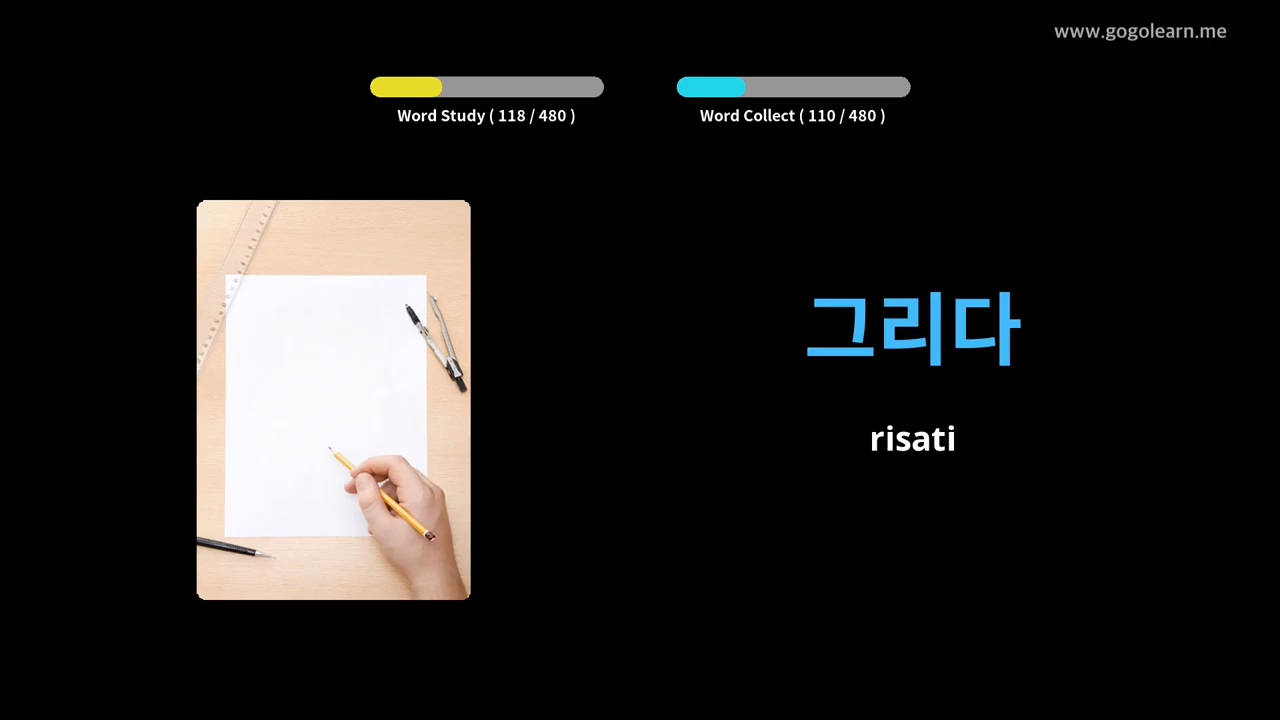 www.gogolearn.me
Word Study ( 118 / 480 )
Word Collect ( 110 / 480 )
그리다
risati